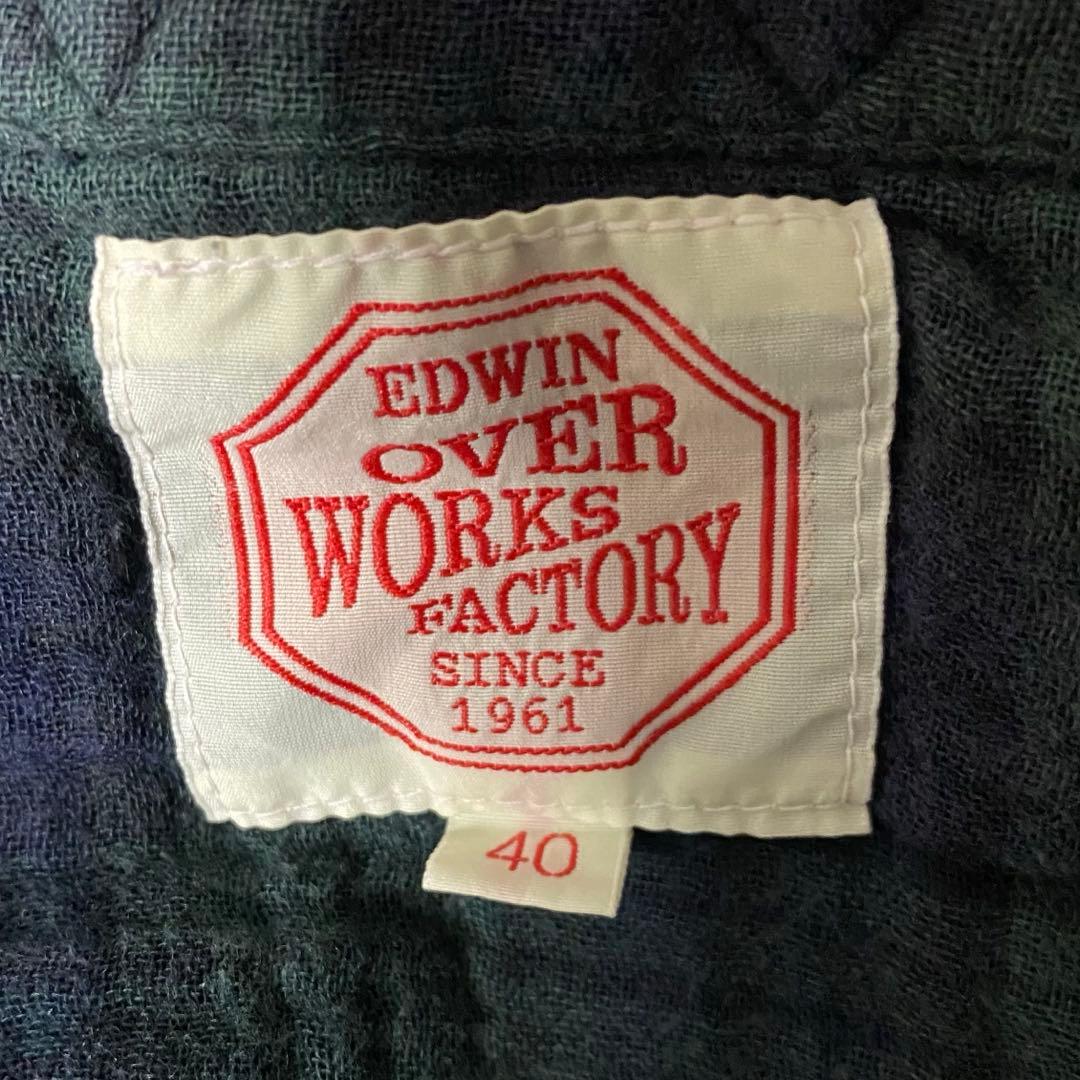 EDWIN
OVER
WORKS
FACTORY
SINCE
1961
40